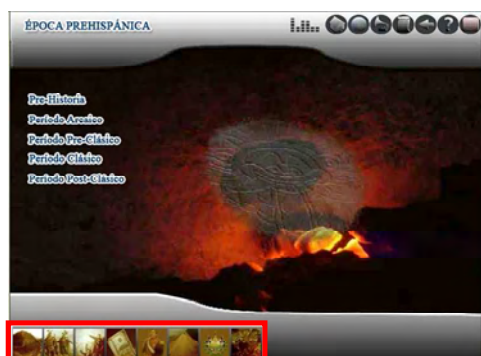 ÉPOCA PREHISPÁNICA
?
Pre-Historia
Período Arcaico
Período Pre-Clásico
Período Clásico
Período Post-Clásico